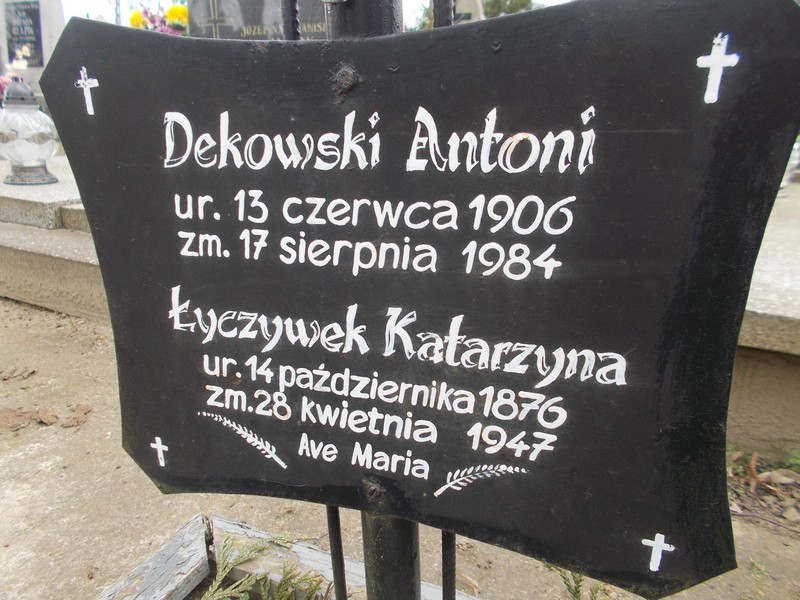 Dekowski Antoni
ur. 13 czerwca 1906
zm. 17 sierpnia 1984
Łyczywek Katarzyna
ur. 14 października 1876
zm. 28 kwietnia 1947
Ave Maria